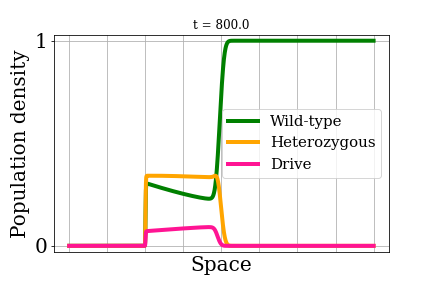 t = 800.0
Population density
1
0
Wild-type
Heterozygous
Drive
Space